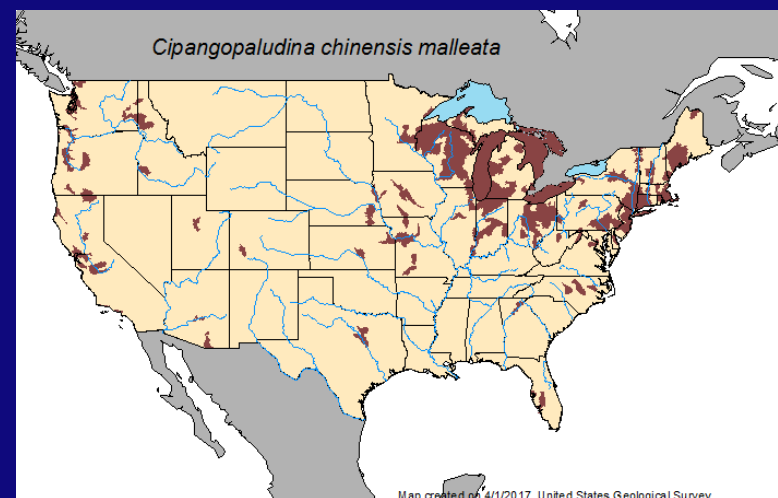 Cipangopaludina chinensis malleata
Map created on 4/1/2017. United States Geological Survey